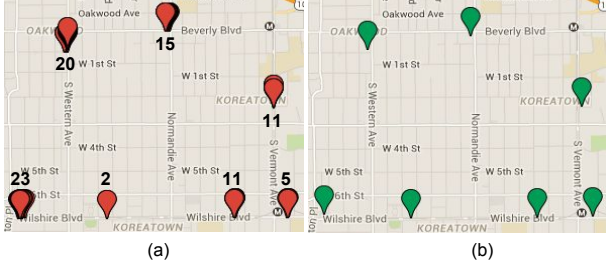 Oakwood Ave
OAKWOOD
Beverly Blvd
M
15
20
W 1st St
W 1st St
KOREATOWN
11
S Western Ave
Normandie Ave
S Vermont Ave
W 4th St
W 5th St
W 5th St
23
2
11
5
6th St
Wilshire Blvd
Wilshire Blvd
M
KOREATOWN
(a)
Oakwood Ave
OAKWOOD
Beverly Blvd
M
W 1st St
W 1st St
KOREATOWN
S Western Ave
Normandie Ave
S Vermont Ave
W 4th St
W 5th St
W 5th St
6th St
Wilshire Blvd
Wilshire Blvd
M
KOREATOWN
(b)